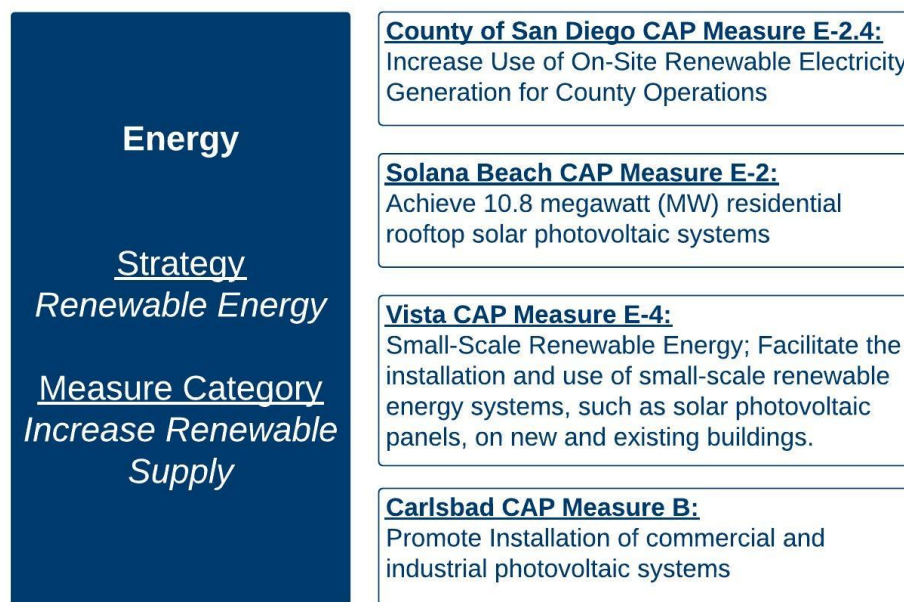 Energy
Strategy
Renewable Energy
Measure Category
Increase Renewable
Supply
County of San Diego CAP Measure E-2.4:
Increase Use of On-Site Renewable Electricity
Generation for County Operations
Solana Beach CAP Measure E-2:
Achieve 10.8 megawatt (MW) residential
rooftop solar photovoltaic systems
Vista CAP Measure E-4:
Small-Scale Renewable Energy; Facilitate the
installation and use of small-scale renewable
energy systems, such as solar photovoltaic
panels, on new and existing buildings.
Carlsbad CAP Measure B:
Promote Installation of commercial and
industrial photovoltaic systems